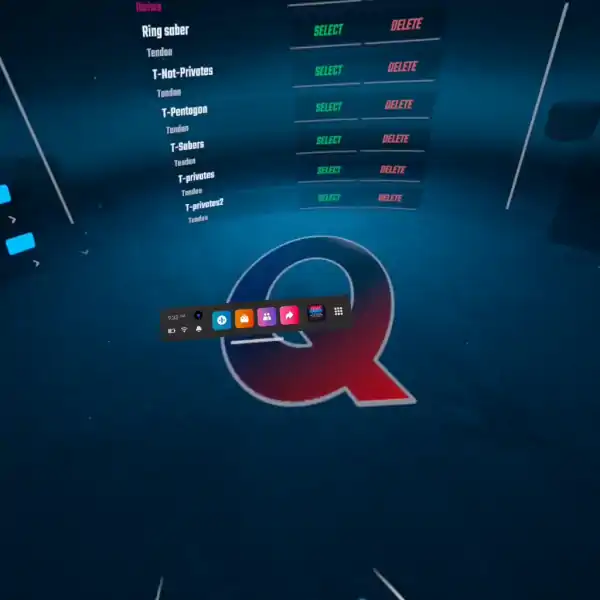 Ring saber
SELECT
DELETE
Tendon
T-Not-Privates
SELECT
DELETE
Tendon
T-Pentagon
SELECT
DELETE
Tendon
T-Sabers
SELECT
DELETE
Tendon
T-privates
SELECT
DELETE
Tendon
T-privates2
SELECT
DELETE
Tendon
Q